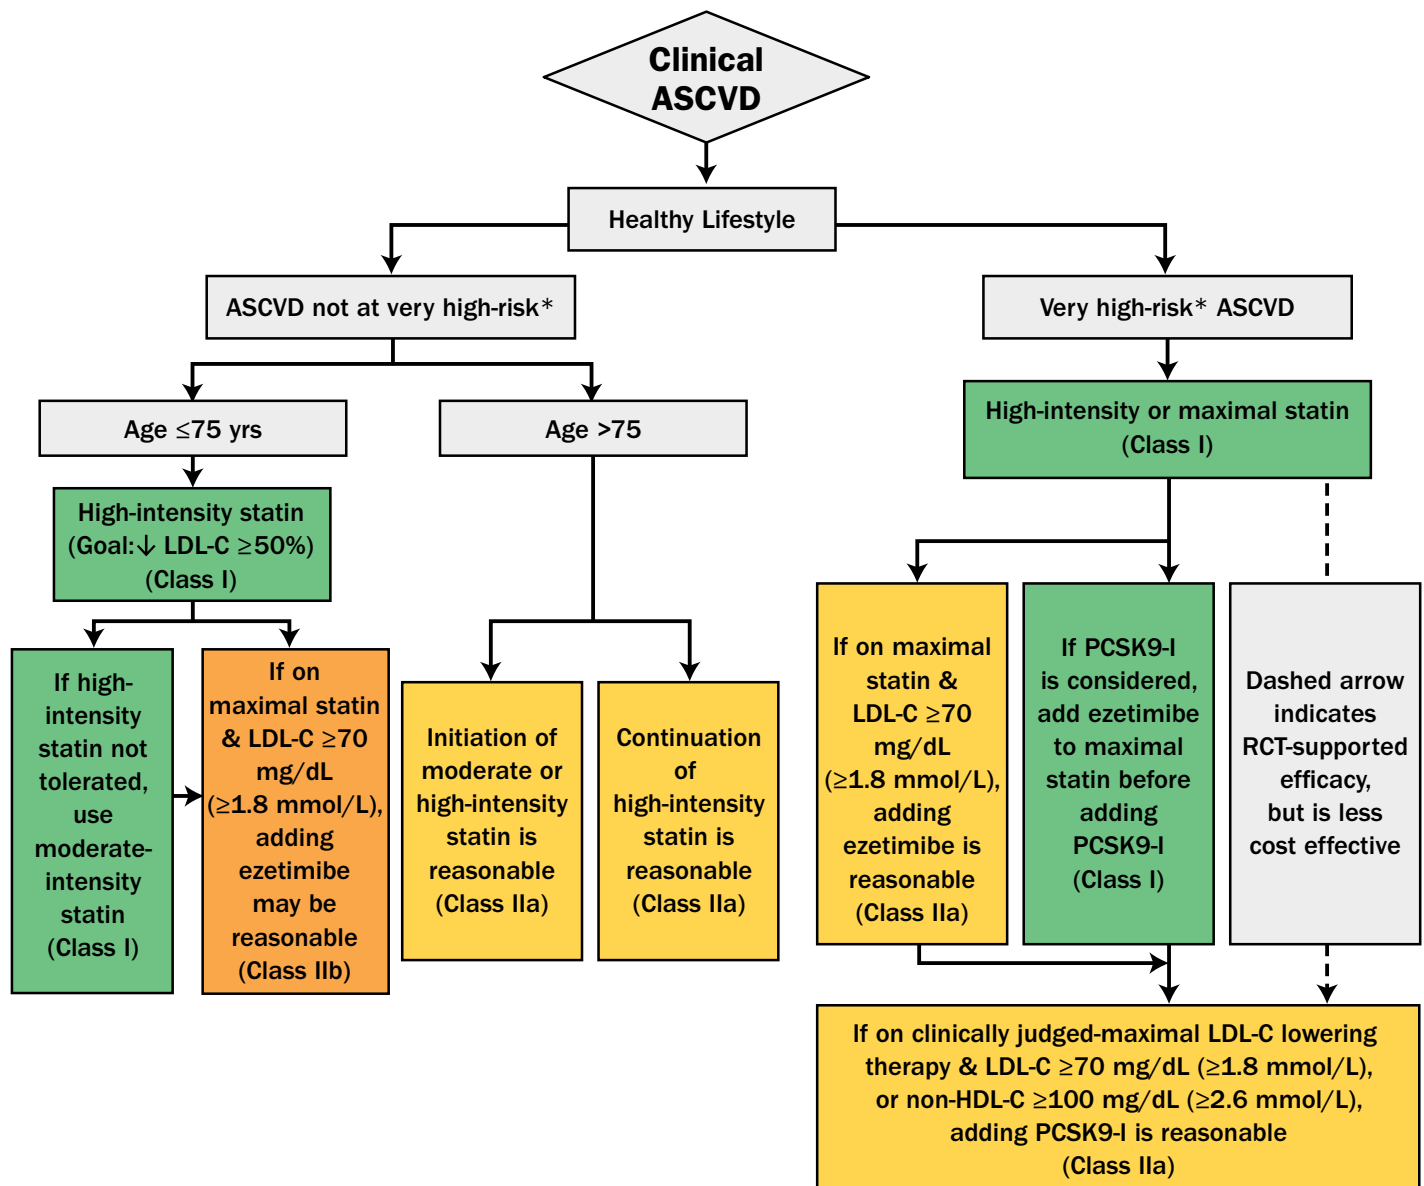 Clinical
ASCVD
Healthy Lifestyle
ASCVD not at very high-risk*
Very high-risk* ASCVD
Age ≤75 yrs
Age >75
High-intensity or maximal statin
(Class I)
High-intensity statin
(Goal:↓ LDL-C ≥50%)
(Class I)
If high-
intensity
statin not
tolerated,
use
moderate-
intensity
statin
(Class I)
If on
maximal statin
& LDL-C ≥70
mg/dL
(≥1.8 mmol/L),
adding
ezetimibe
may be
reasonable
(Class IIb)
Initiation of
moderate or
high-intensity
statin is
reasonable
(Class IIa)
Continuation
of
high-intensity
statin is
reasonable
(Class IIa)
If on maximal
statin &
LDL-C ≥70
mg/dL
(≥1.8 mmol/L),
adding
ezetimibe is
reasonable
(Class IIa)
If PCSK9-I
is considered,
add ezetimibe
to maximal
statin before
adding
PCSK9-I
(Class I)
Dashed arrow
indicates
RCT-supported
efficacy,
but is less
cost effective
If on clinically judged-maximal LDL-C lowering
therapy & LDL-C ≥70 mg/dL (≥1.8 mmol/L),
or non-HDL-C ≥100 mg/dL (≥2.6 mmol/L),
adding PCSK9-I is reasonable
(Class IIa)